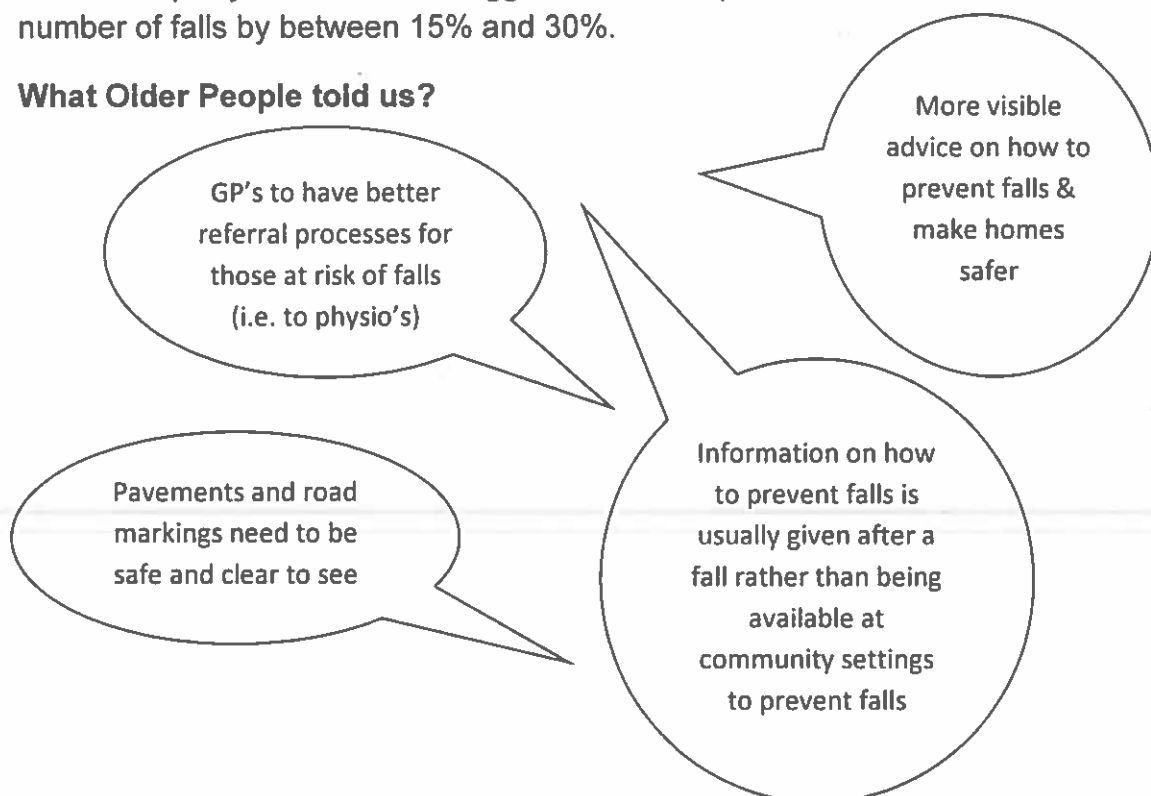 number of falls by between 15% and 30%.
What Older People told us?
GP's to have better
referral processes for
those at risk of falls
(i.e. to physio's)
More visible
advice on how to
prevent falls &
make homes
safer
Pavements and road
markings need to be
safe and clear to see
Information on how
to prevent falls is
usually given after a
fall rather than being
available at
community settings
to prevent falls